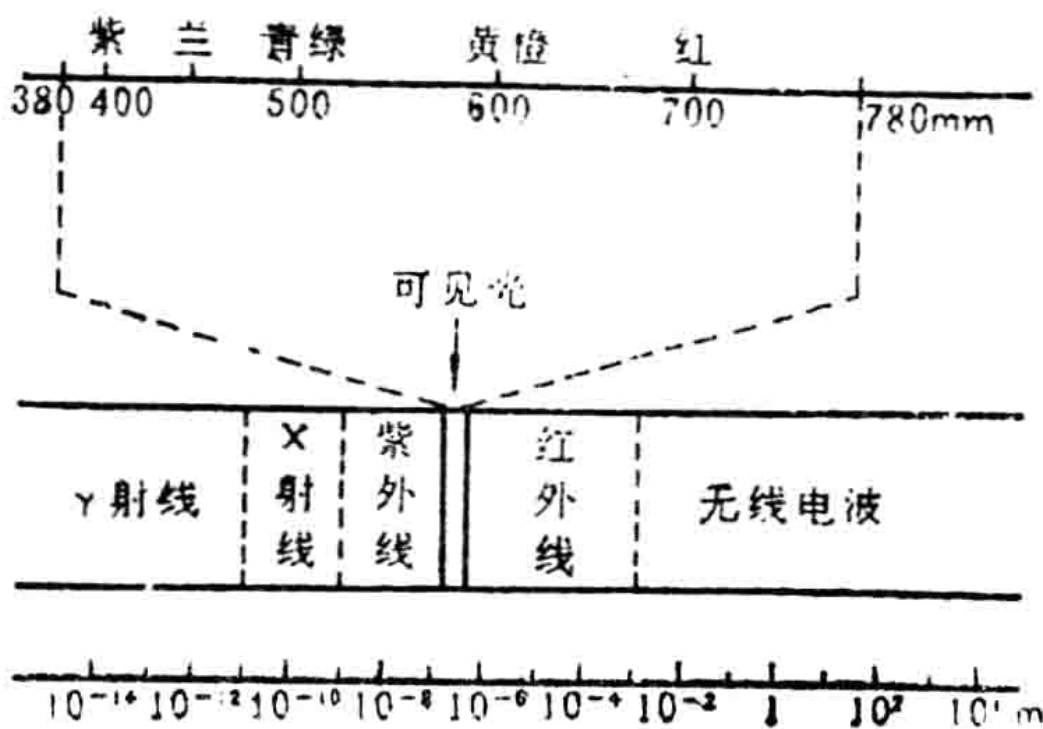 紫 兰 青绿 黄橙 红
380 400 500 600 700 780mm
可见光
γ射线 X射线 紫外线 红外线 无线电波
10⁻¹⁴ 10⁻¹² 10⁻¹⁰ 10⁻⁸ 10⁻⁶ 10⁻⁴ 10⁻² 1 10² m